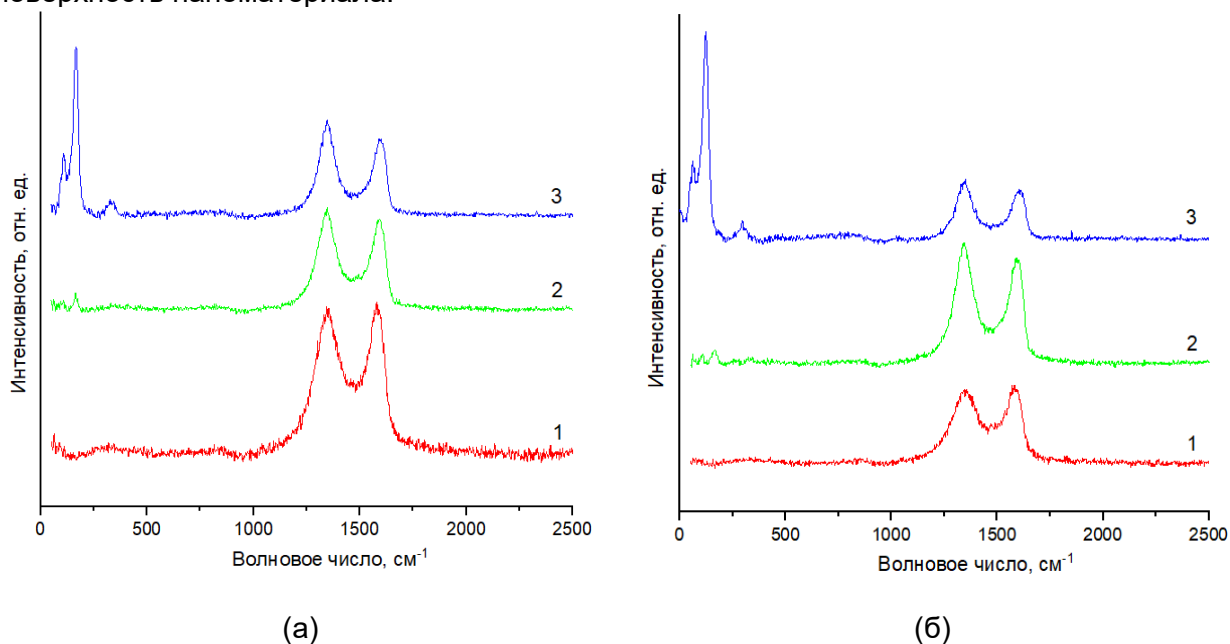 поверхность наноматериала.
Интенсивность, отн. ед.
3
2
1
0 500 1000 1500 2000 2500
Волновое число, см-1
(а)
Интенсивность, отн. ед.
3
2
1
0 500 1000 1500 2000 2500
Волновое число, см-1
(б)